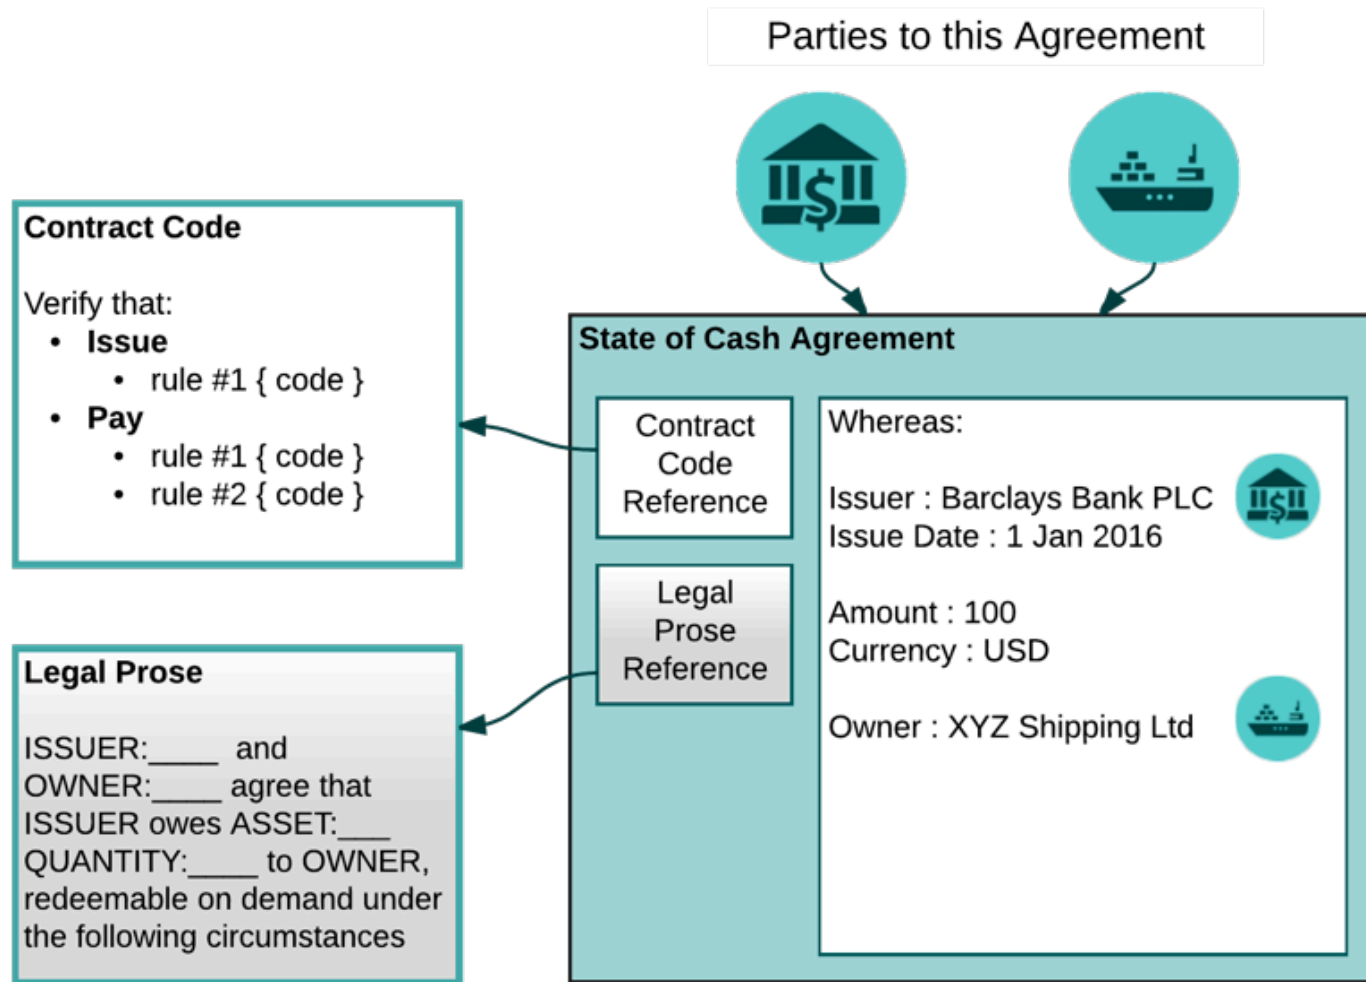 Parties to this Agreement
Contract Code
Verify that:
• Issue
• rule #1 { code }
• Pay
• rule #1 { code }
• rule #2 { code }
Legal Prose
ISSUER:____ and
OWNER:____ agree that
ISSUER owes ASSET:___
QUANTITY:____ to OWNER,
redeemable on demand under
the following circumstances
State of Cash Agreement
Contract
Code
Reference
Legal
Prose
Reference
Whereas:
Issuer : Barclays Bank PLC
Issue Date : 1 Jan 2016
Amount : 100
Currency : USD
Owner : XYZ Shipping Ltd